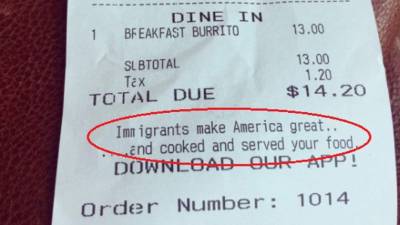 DINE IN
1 BREAKFAST BURRITO 13.00
SUBTOTAL 13.00
Tax 1.20
TOTAL DUE $14.20
Immigrants make America great..
...and cooked and served your food.
DOWNLOAD OUR APP!
Order Number: 1014